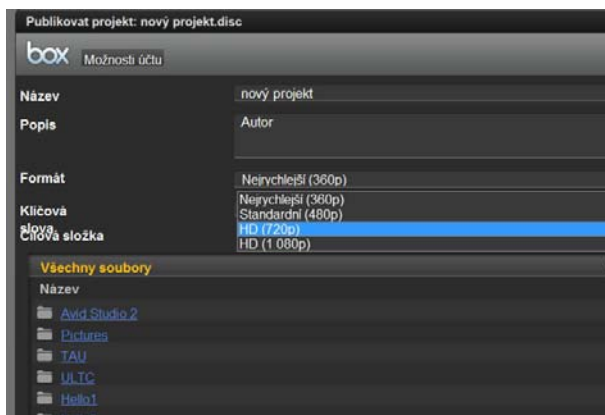 Publikovat projekt: nový projekt.disc
box Možnosti účtu
Název nový projekt
Popis Autor
Formát Nejrychlejší (360p)
Nejrychlejší (360p)
Klíčová slova
Standardní (480p)
HD (720p)
Cílová složka
HD (1 080p)
Všechny soubory
Název
Avid Studio 2
Pictures
TAU
ULTC
Hello1